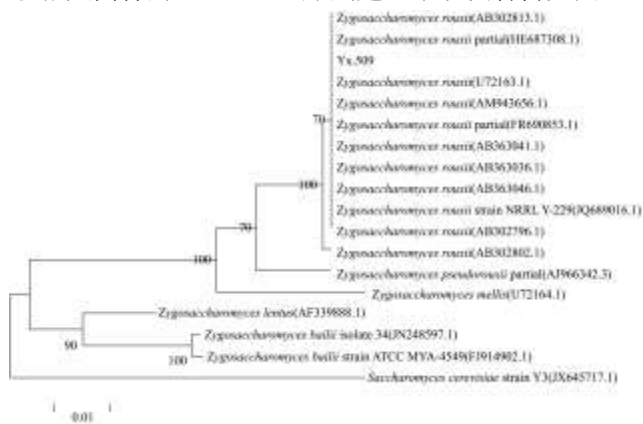 Zygosaccharomyces rouxii(AB302813.1)
Zygosaccharomyces rouxii partial(HE687308.1)
Yx.509
Zygosaccharomyces rouxii(U72163.1)
Zygosaccharomyces rouxii(AM943656.1)
70
Zygosaccharomyces rouxii partial(FR690853.1)
Zygosaccharomyces rouxii(AB363041.1)
Zygosaccharomyces rouxii(AB363036.1)
100
Zygosaccharomyces rouxii(AB363046.1)
Zygosaccharomyces rouxii strain NRRL Y-229(JQ689016.1)
70
Zygosaccharomyces rouxii(AB302796.1)
Zygosaccharomyces rouxii(AB302802.1)
100
Zygosaccharomyces pseudorouxii partial(AJ966342.3)
Zygosaccharomyces mellis(U72164.1)
Zygosaccharomyces lentus(AF339888.1)
Zygosaccharomyces bailii isolate 34(JN248597.1)
90
100
Zygosaccharomyces bailii strain ATCC MYA-4549(FJ914902.1)
Saccharomyces cerevisiae strain Y3(JX645717.1)
0.01